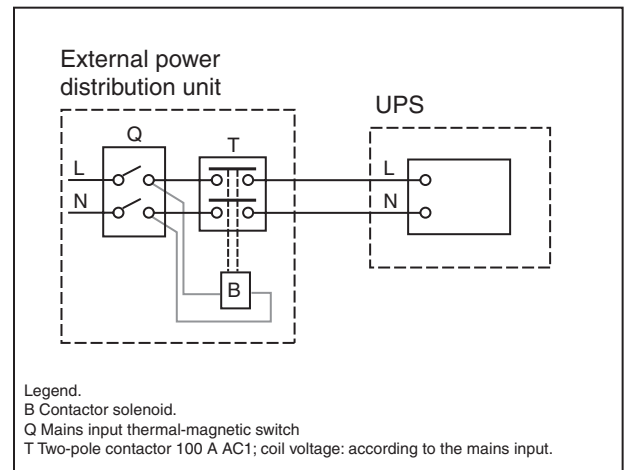 External power
distribution unit
UPS
Q
T
L
N
L
N
B
Legend.
B Contactor solenoid.
Q Mains input thermal-magnetic switch
T Two-pole contactor 100 A AC1; coil voltage: according to the mains input.